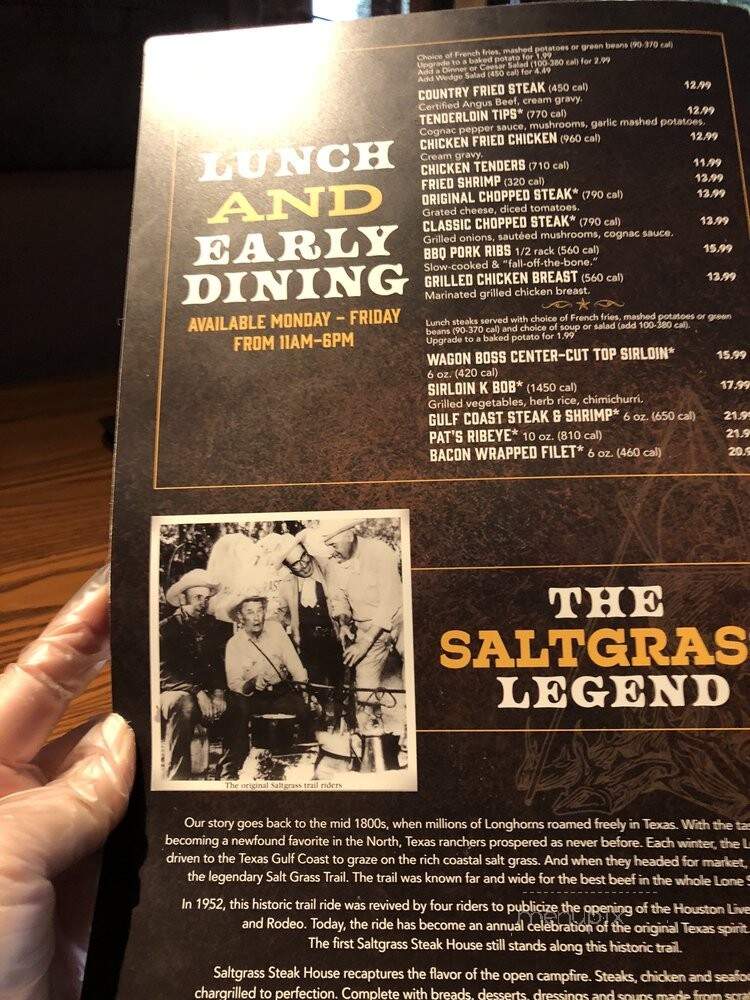 Choice of French fries, mashed potatoes or green beans (90-370 cal)
Upgrade to a baked potato for 1.99
Add a Dinner or Caesar Salad (100-380 cal) for 2.99
Add Wedge Salad (450 cal) for 4.49
COUNTRY FRIED STEAK (450 cal) 12.99
Certified Angus Beef, cream gravy.
TENDERLOIN TIPS* (770 cal) 12.99
Cognac pepper sauce, mushrooms, garlic mashed potatoes.
CHICKEN FRIED CHICKEN (960 cal) 12.99
Cream gravy.
CHICKEN TENDERS (710 cal) 11.99
FRIED SHRIMP (320 cal) 13.99
ORIGINAL CHOPPED STEAK* (790 cal) 13.99
Grated cheese, diced tomatoes.
CLASSIC CHOPPED STEAK* (790 cal) 13.99
Grilled onions, sautéed mushrooms, cognac sauce.
BBQ PORK RIBS 1/2 rack (560 cal) 15.99
Slow-cooked & "fall-off-the-bone."
GRILLED CHICKEN BREAST (560 cal) 13.99
Marinated grilled chicken breast.
LUNCH
AND
EARLY
DINING
AVAILABLE MONDAY – FRIDAY
FROM 11AM–6PM
Lunch steaks served with choice of French fries, mashed potatoes or green
beans (90-370 cal) and choice of soup or salad (add 100-380 cal).
Upgrade to a baked potato for 1.99
WAGON BOSS CENTER-CUT TOP SIRLOIN* 15.99
6 oz. (420 cal)
SIRLOIN K BOB* (1450 cal) 17.99
Grilled vegetables, herb rice, chimichurri.
GULF COAST STEAK & SHRIMP* 6 oz. (650 cal) 21.9
PAT'S RIBEYE* 10 oz. (810 cal) 21.9
BACON WRAPPED FILET* 6 oz. (460 cal) 20.9
The original Saltgrass trail riders
THE
SALTGRAS
LEGEND
Our story goes back to the mid 1800s, when millions of Longhorns roamed freely in Texas. With the tas
becoming a newfound favorite in the North, Texas ranchers prospered as never before. Each winter, the L
driven to the Texas Gulf Coast to graze on the rich coastal salt grass. And when they headed for market,
the legendary Salt Grass Trail. The trail was known far and wide for the best beef in the whole Lone S
In 1952, this historic trail ride was revived by four riders to publicize the opening of the Houston Live
and Rodeo. Today, the ride has become an annual celebration of the original Texas spirit.
The first Saltgrass Steak House still stands along this historic trail.
menupix
Saltgrass Steak House recaptures the flavor of the open campfire. Steaks, chicken and seafo
chargrilled to perfection. Complete with breads, desserts, dressings and soups made from scrat